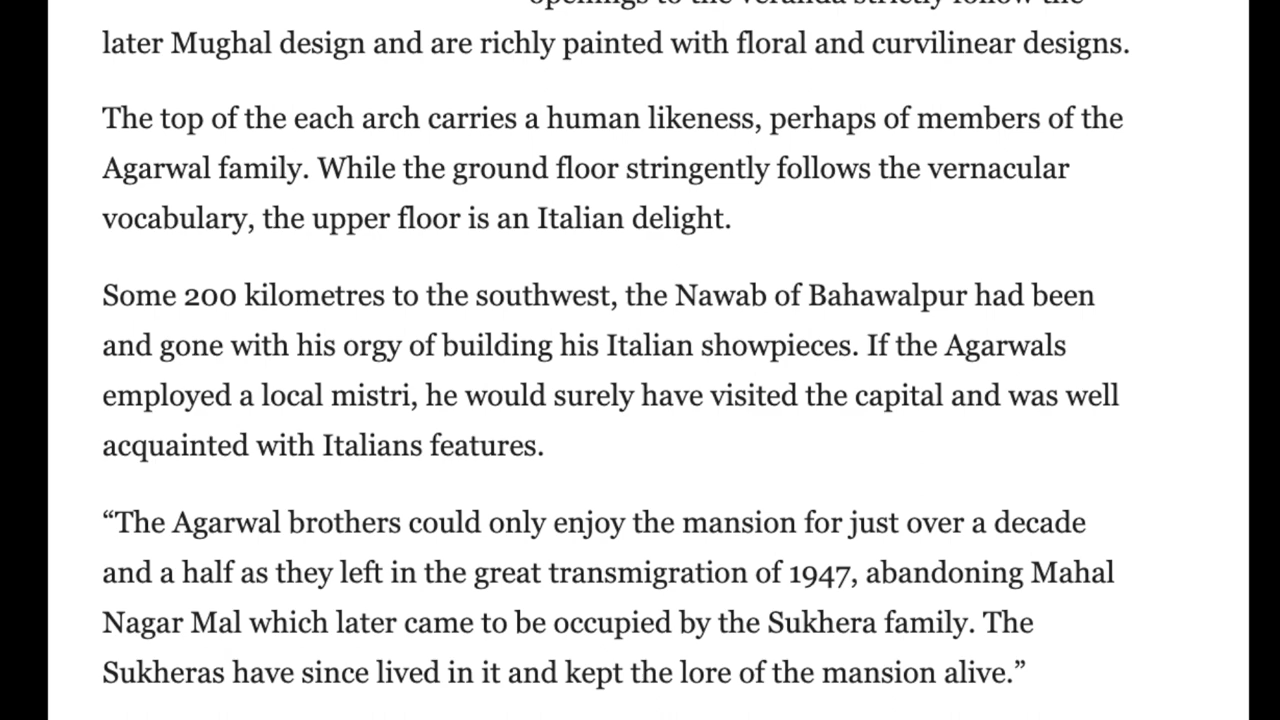 openings to the veranda strictly follow the
later Mughal design and are richly painted with floral and curvilinear designs.
The top of the each arch carries a human likeness, perhaps of members of the
Agarwal family. While the ground floor stringently follows the vernacular
vocabulary, the upper floor is an Italian delight.
Some 200 kilometres to the southwest, the Nawab of Bahawalpur had been
and gone with his orgy of building his Italian showpieces. If the Agarwals
employed a local mistri, he would surely have visited the capital and was well
acquainted with Italians features.
“The Agarwal brothers could only enjoy the mansion for just over a decade
and a half as they left in the great transmigration of 1947, abandoning Mahal
Nagar Mal which later came to be occupied by the Sukhera family. The
Sukheras have since lived in it and kept the lore of the mansion alive.”